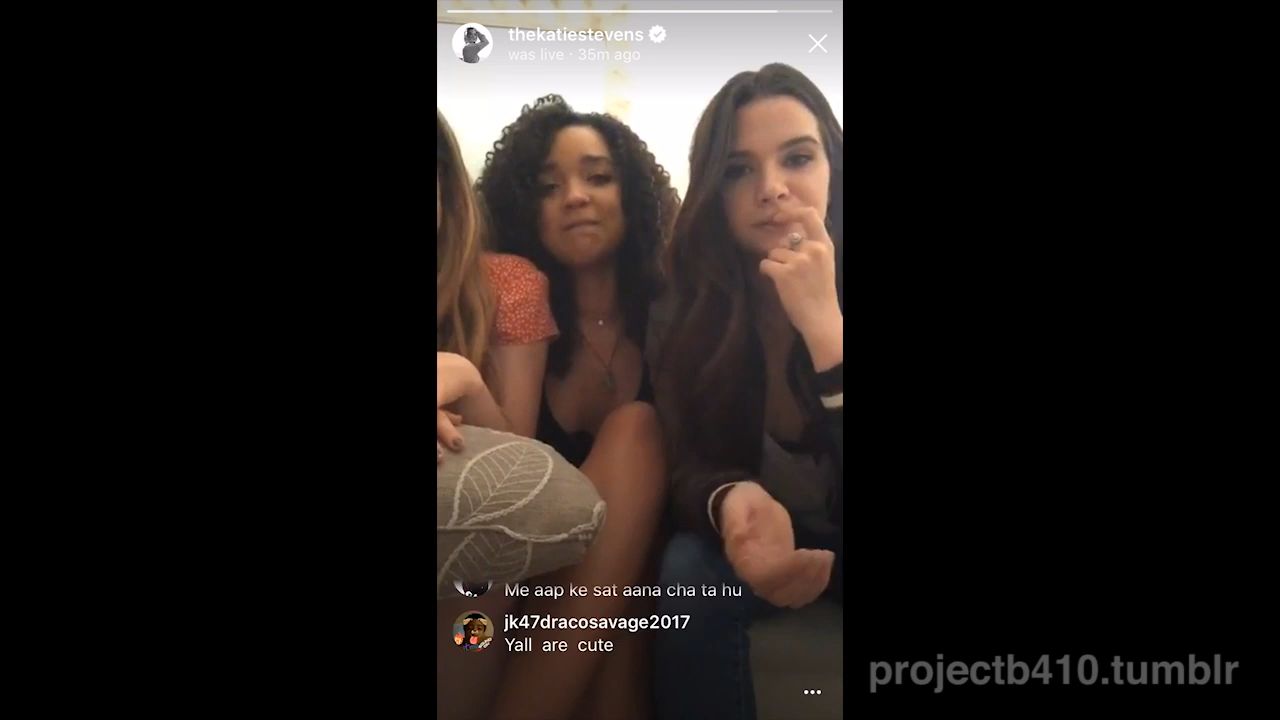 thekatiestevens
was live · 35m ago
Me aap ke sat aana cha ta hu
jk47dracosavage2017
Yall are cute
projectb410.tumblr